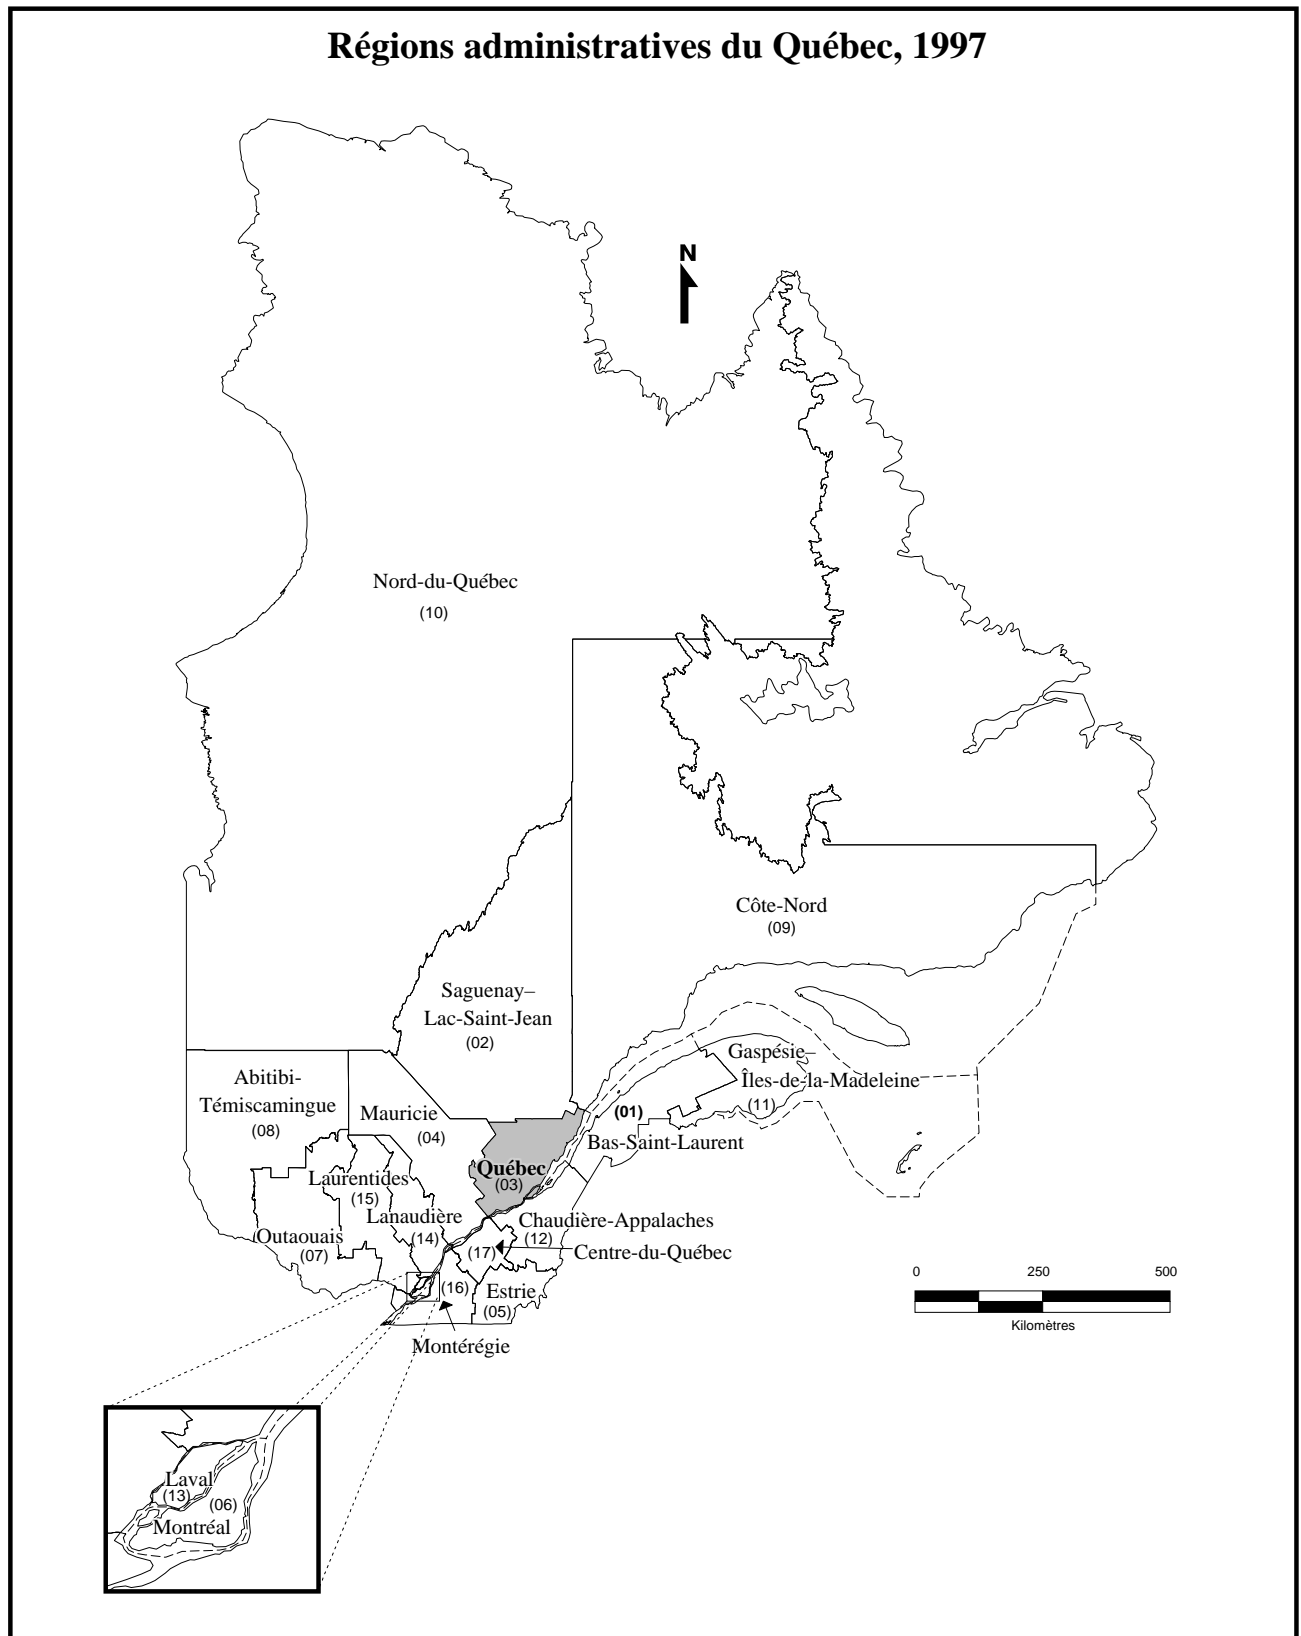 Régions administratives du Québec, 1997
N
Nord-du-Québec
(10)
Côte-Nord
(09)
Saguenay–
Lac-Saint-Jean
(02)
Gaspésie–
Îles-de-la-Madeleine
(11)
Abitibi-
Témiscamingue
(08)
Mauricie
(04)
(01)
Bas-Saint-Laurent
Québec
(03)
Laurentides
(15)
Lanaudière
(14)
Outaouais
(07)
Chaudière-Appalaches
(12)
(17)
Centre-du-Québec
(16)
Estrie
(05)
Montérégie
0 250 500
Kilomètres
Laval
(13)
(06)
Montréal